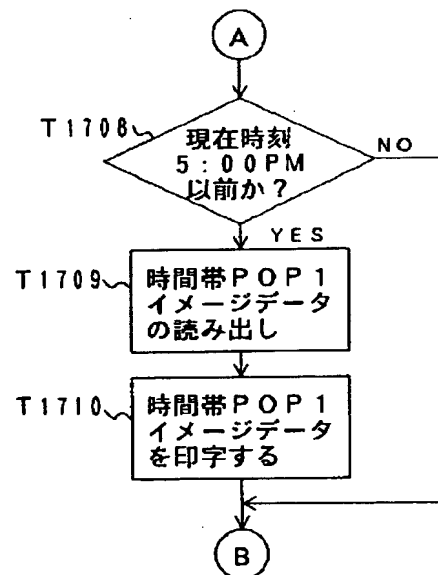 A
T1708
現在時刻
5:00PM
以前か?
NO
YES
T1709
時間帯POP1
イメージデータ
の読み出し
T1710
時間帯POP1
イメージデータ
を印字する
B